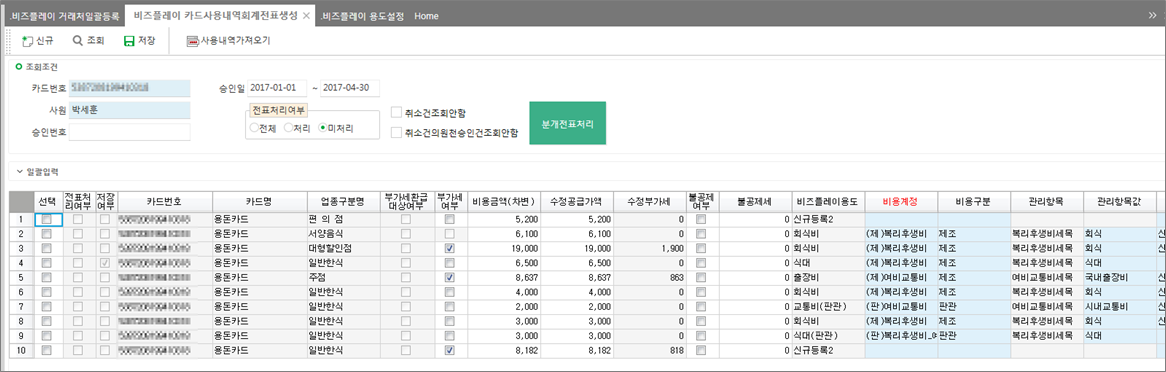 .비즈플레이 거래처일괄등록 비즈플레이 카드사용내역회계전표생성 × .비즈플레이 용도설정 Home »
신규 조회 저장 사용내역가져오기
조회조건
카드번호 승인일 2017-01-01 ~ 2017-04-30
사원 박세훈 전표처리여부 취소건조회안함 분개전표처리
승인번호 전체 처리 미처리 취소건의원천승인건조회안함
일괄입력
선택 전표처리여부 저장여부 카드번호 카드명 업종구분명 부가세환급대상여부 부가세여부 비용금액(차변) 수정공급가액 수정부가세 불공제여부 불공제세 비즈플레이용도 비용계정 비용구분 관리항목 관리항목값
1 용돈카드 편 의 점 5,200 5,200 0 0 신규등록2
2 용돈카드 서양음식 6,100 6,100 0 0 회식비 (제)복리후생비 제조 복리후생비세목 회식
3 용돈카드 대형할인점 19,000 19,000 1,900 0 회식비 (제)복리후생비 제조 복리후생비세목 회식
4 용돈카드 일반한식 6,500 6,500 0 0 식대 (제)복리후생비 제조 복리후생비세목 식대
5 용돈카드 주점 8,637 8,637 863 0 출장비 (제)여비교통비 제조 여비교통비세목 국내출장비
6 용돈카드 일반한식 4,000 4,000 0 0 회식비 (제)복리후생비 제조 복리후생비세목 회식
7 용돈카드 일반한식 2,000 2,000 0 0 교통비(판관) (판)여비교통비 판관 여비교통비세목 시내교통비
8 용돈카드 일반한식 3,000 3,000 0 0 회식비 (제)복리후생비 제조 복리후생비세목 회식
9 용돈카드 일반한식 3,000 3,000 0 0 식대(판관) (판)복리후생비_여 판관 복리후생비세목 식대
10 용돈카드 일반한식 8,182 8,182 818 0 신규등록2